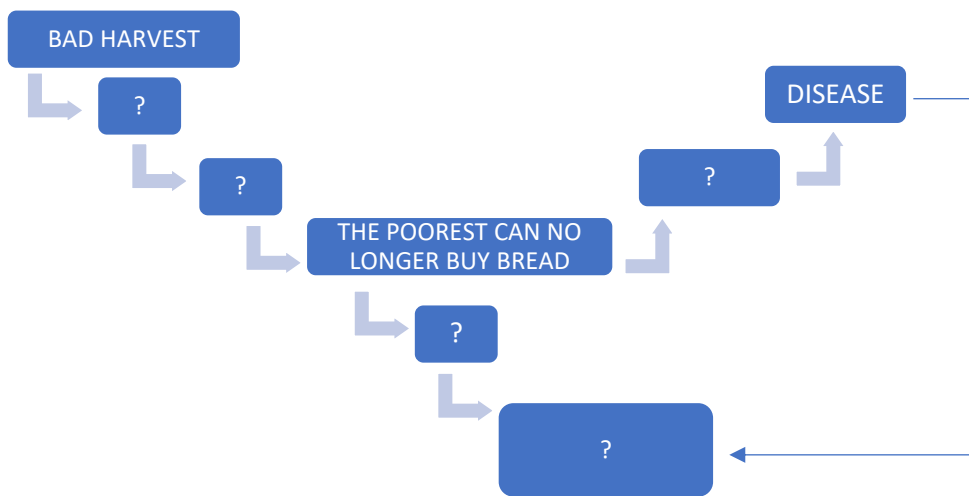 BAD HARVEST
?
?
THE POOREST CAN NO
LONGER BUY BREAD
?
?
?
DISEASE